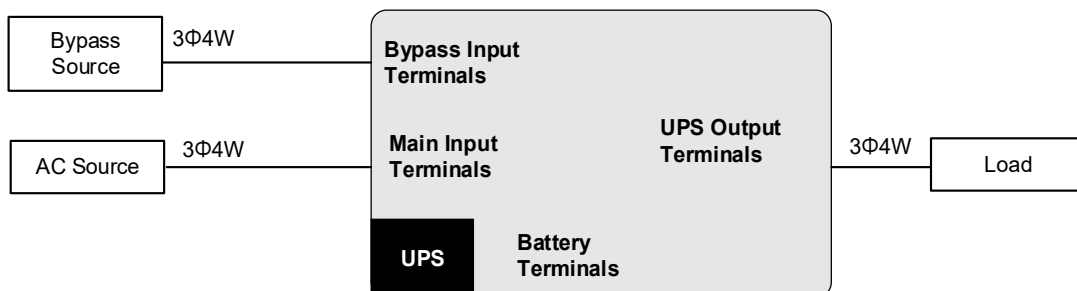 Bypass
Source
3Φ4W
Bypass Input
Terminals
AC Source
3Φ4W
Main Input
Terminals
UPS Output
Terminals
3Φ4W
Load
UPS
Battery
Terminals